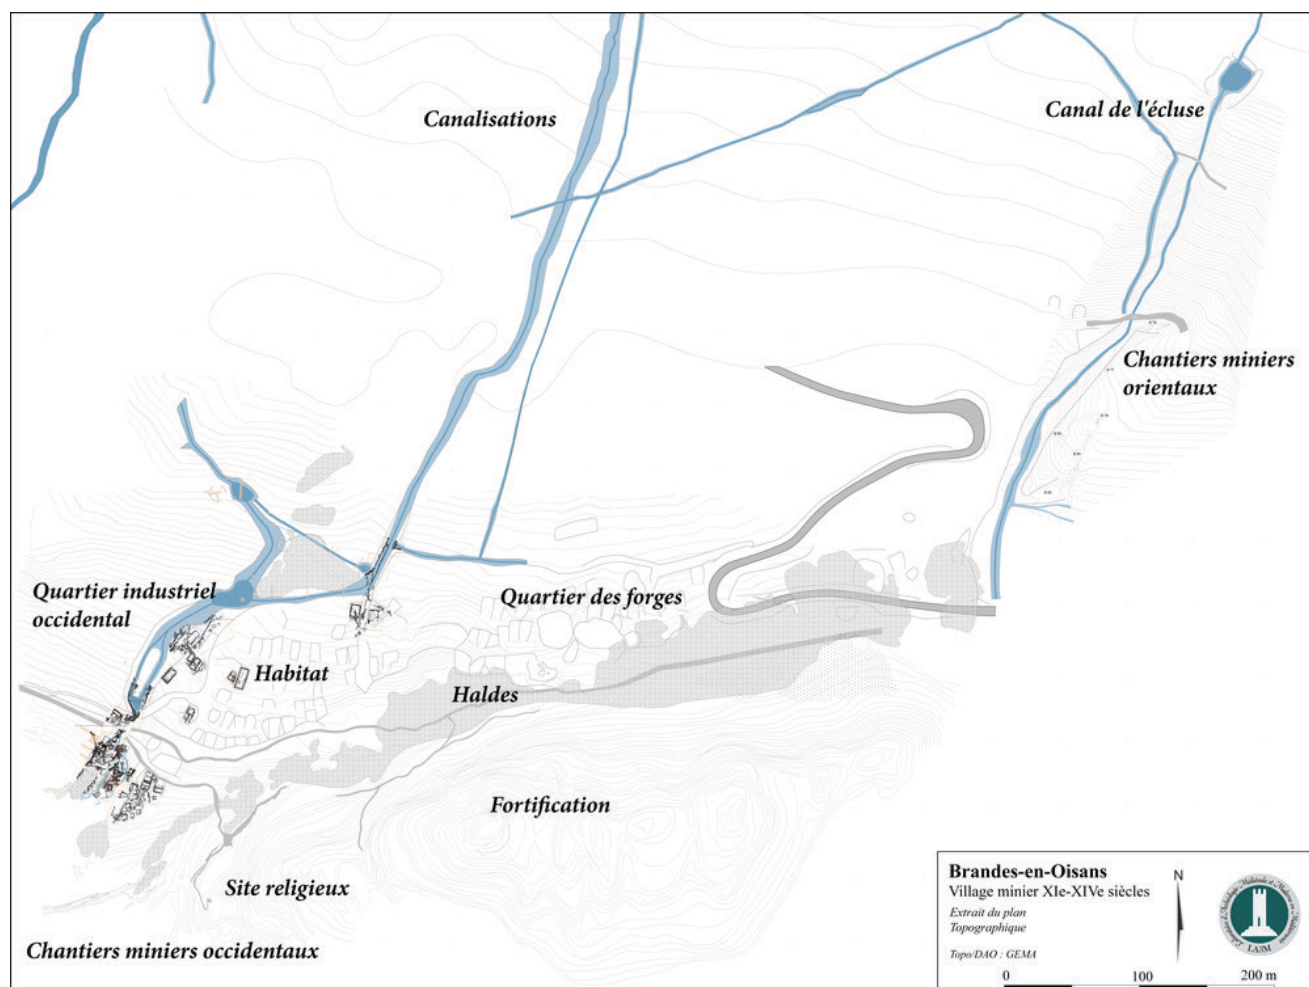 Canalisations
Canal de l'écluse
Chantiers miniers
orientaux
Quartier industriel
occidental
Quartier des forges
Habitat
Haldes
Fortification
Site religieux
Chantiers miniers occidentaux
Brandes-en-Oisans
Village minier XIe-XIVe siècles
Extrait du plan
Topographique
Topo/DAO : GEMA
N
LA3M
0 100 200 m